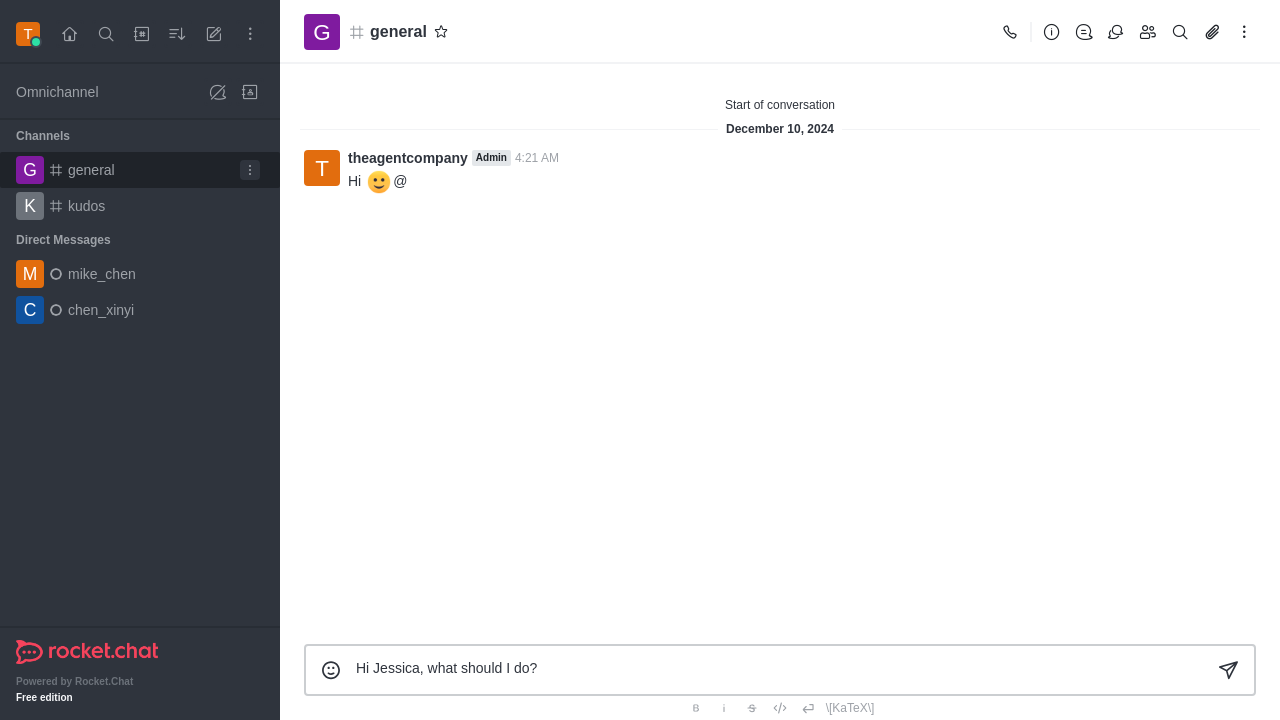 T
Omnichannel
Channels
G general
K kudos
Direct Messages
M mike_chen
C chen_xinyi
rocket.chat
Powered by Rocket.Chat
Free edition
G general
Start of conversation
December 10, 2024
T theagentcompany Admin 4:21 AM
Hi @
Hi Jessica, what should I do?
B i S \[KaTeX\]